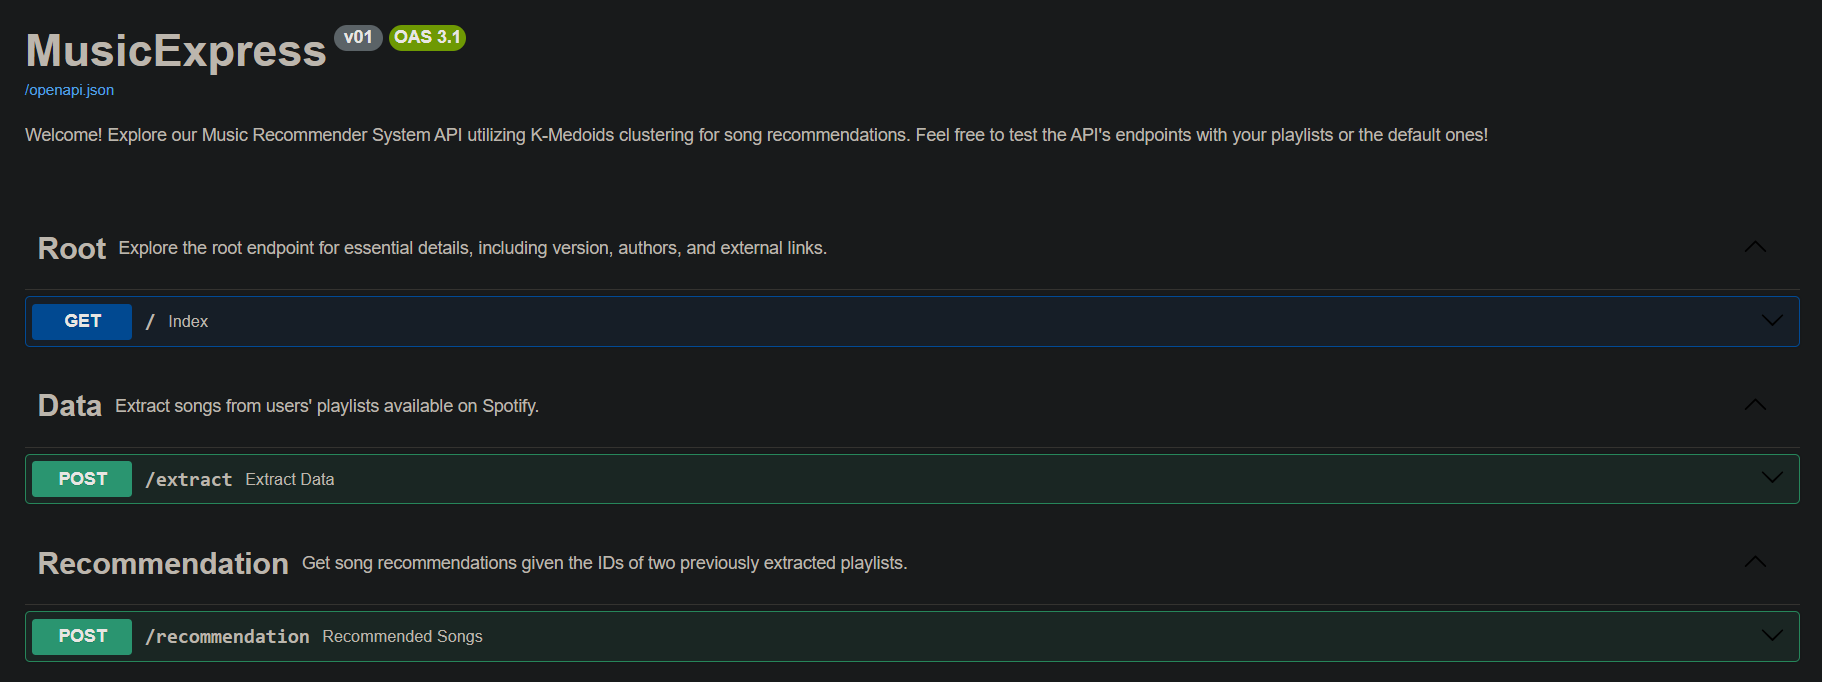 MusicExpress v01 OAS 3.1
/openapi.json
Welcome! Explore our Music Recommender System API utilizing K-Medoids clustering for song recommendations. Feel free to test the API's endpoints with your playlists or the default ones!
Root Explore the root endpoint for essential details, including version, authors, and external links.
GET / Index
Data Extract songs from users' playlists available on Spotify.
POST /extract Extract Data
Recommendation Get song recommendations given the IDs of two previously extracted playlists.
POST /recommendation Recommended Songs